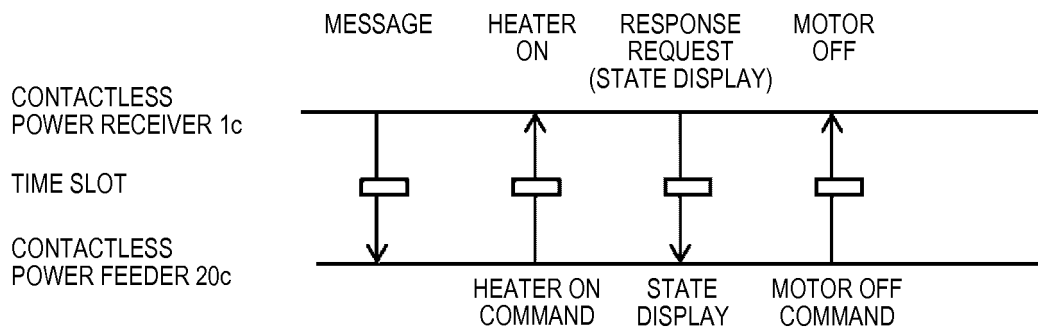 MESSAGE
HEATER
ON
RESPONSE
REQUEST
(STATE DISPLAY)
MOTOR
OFF
CONTACTLESS
POWER RECEIVER 1c
TIME SLOT
CONTACTLESS
POWER FEEDER 20c
HEATER ON
COMMAND
STATE
DISPLAY
MOTOR OFF
COMMAND